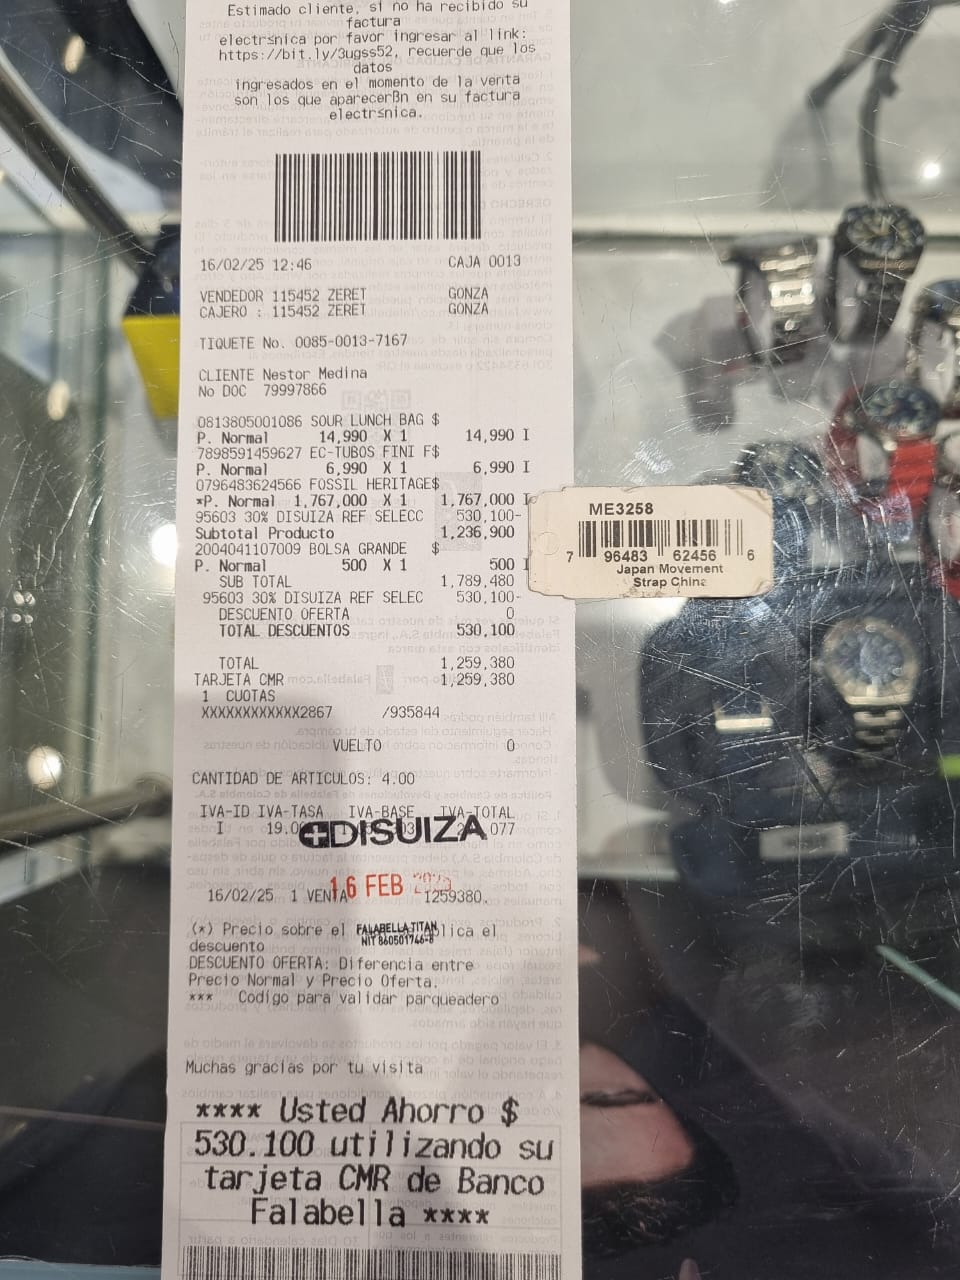 Estimado cliente, si no ha recibido su
factura
electrśnica por favor ingresar al link:
https://bit.ly/3ugss52, recuerde que los
datos
ingresados en el momento de la venta
son los que aparecerßn en su factura
electrśnica.
16/02/25 12:46 CAJA 0013
VENDEDOR 115452 ZERET GONZA
CAJERO : 115452 ZERET GONZA
TIQUETE No. 0085-0013-7167
CLIENTE Nestor Medina
No DOC 79997866
0813805001086 SOUR LUNCH BAG $
P. Normal 14,990 X 1 14,990 I
7898591459627 EC-TUBOS FINI F$
P. Normal 6,990 X 1 6,990 I
0796483624566 FOSSIL HERITAGE$
*P. Normal 1,767,000 X 1 1,767,000 I
95603 30% DISUIZA REF SELECC 530,100-
Subtotal Producto 1,236,900
2004041107009 BOLSA GRANDE $
P. Normal 500 X 1 500 I
SUB TOTAL 1,789,480
95603 30% DISUIZA REF SELEC 530,100-
DESCUENTO OFERTA 0
TOTAL DESCUENTOS 530,100
TOTAL 1,259,380
TARJETA CMR 1,259,380
1 CUOTAS
XXXXXXXXXXXX2867 /935844
VUELTO 0
CANTIDAD DE ARTICULOS: 4.00
IVA-ID IVA-TASA IVA-BASE IVA-TOTAL
I 19.0 077
DISUIZA
16/02/25 1 VENTA 1259380.
16 FEB
(*) Precio sobre el lica el
FALABELLA TITAN
NIT 860501746-8
descuento
DESCUENTO OFERTA: Diferencia entre
Precio Normal y Precio Oferta.
*** Codigo para validar parqueadero
Muchas gracias por tu visita
**** Usted Ahorro $
530.100 utilizando su
tarjeta CMR de Banco
Falabella ****
ME3258
7 96483 62456 6
Japan Movement
Strap China